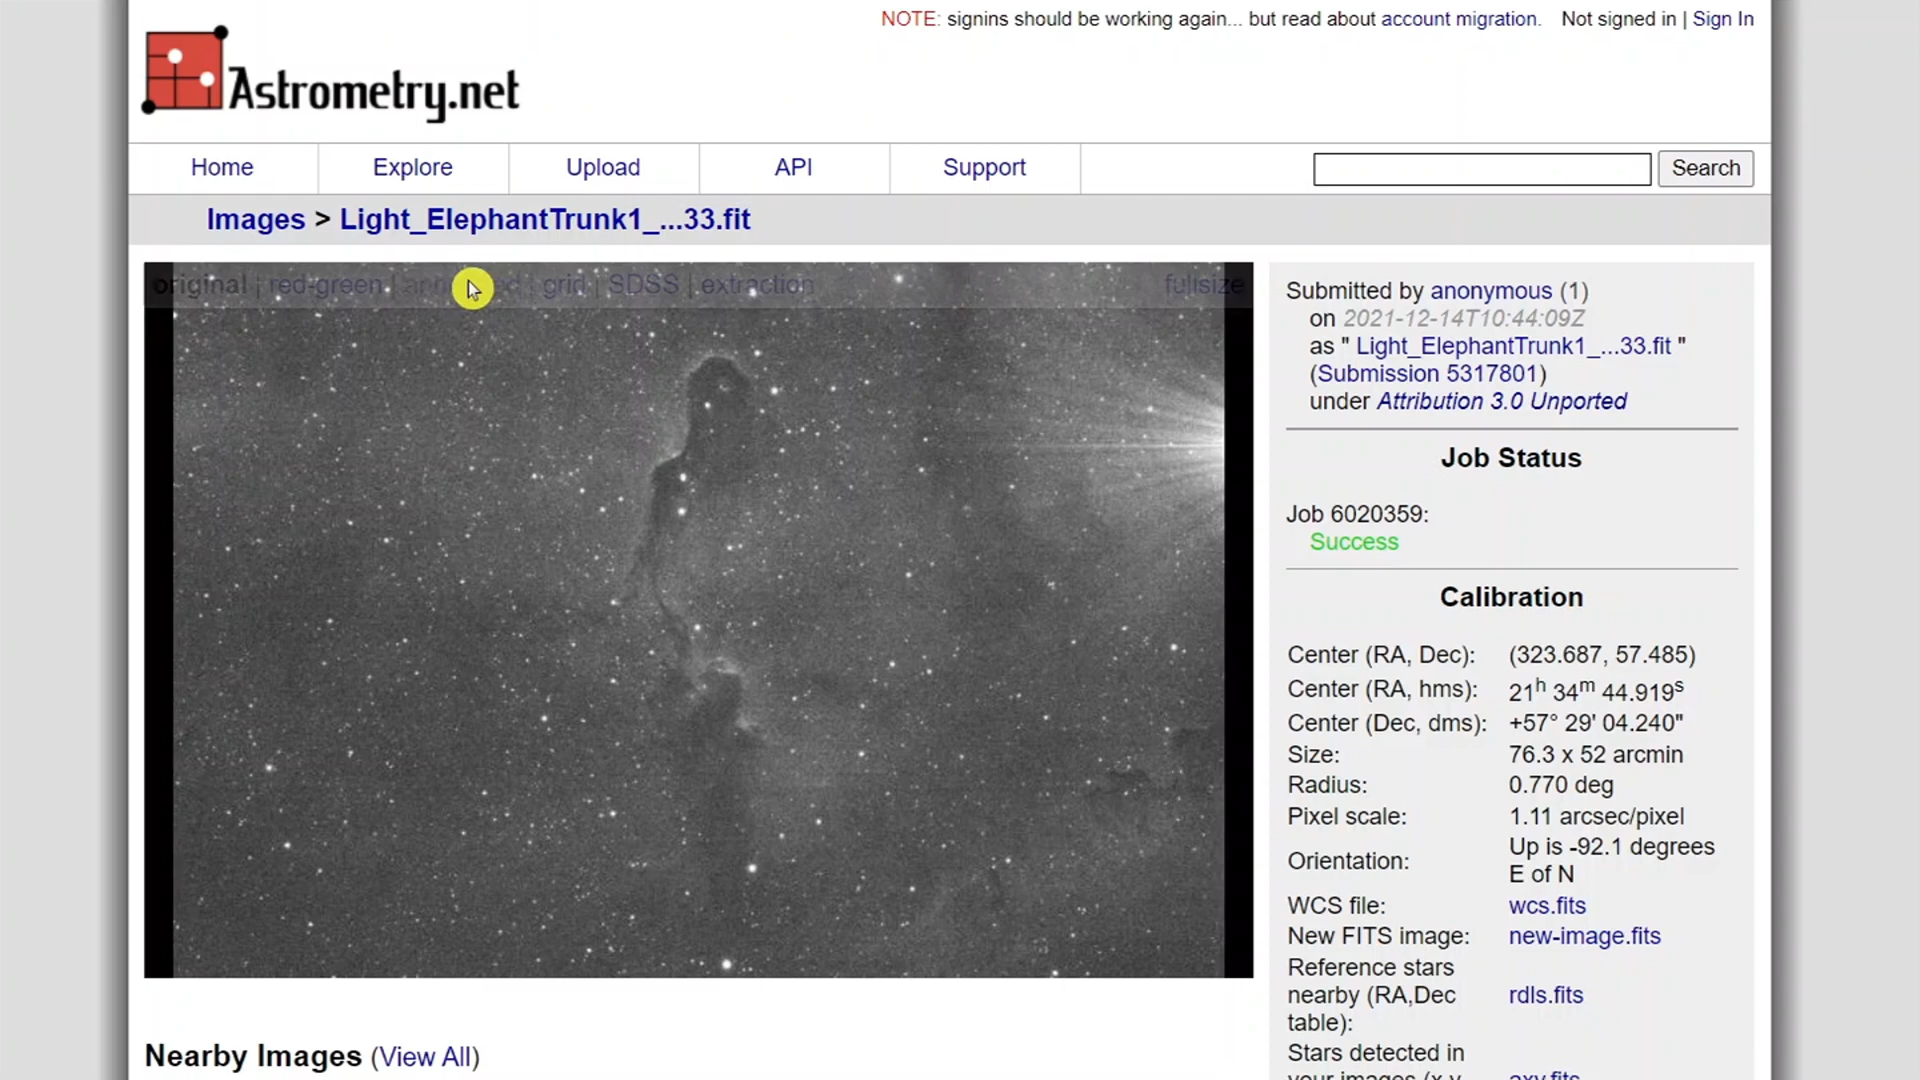 NOTE: signins should be working again... but read about account migration. Not signed in | Sign In
Astrometry.net
Home Explore Upload API Support Search
Images > Light_ElephantTrunk1_...33.fit
original | red-green | | grid | SDSS | extraction fullsize
Submitted by anonymous (1)
on 2021-12-14T10:44:09Z
as " Light_ElephantTrunk1_...33.fit "
(Submission 5317801)
under Attribution 3.0 Unported
Job Status
Job 6020359:
Success
Calibration
Center (RA, Dec): (323.687, 57.485)
Center (RA, hms): 21h 34m 44.919s
Center (Dec, dms): +57° 29' 04.240"
Size: 76.3 x 52 arcmin
Radius: 0.770 deg
Pixel scale: 1.11 arcsec/pixel
Orientation: Up is -92.1 degrees
E of N
WCS file: wcs.fits
New FITS image: new-image.fits
Reference stars
nearby (RA,Dec rdls.fits
table):
Stars detected in
your images (x,y axy.fits
Nearby Images (View All)